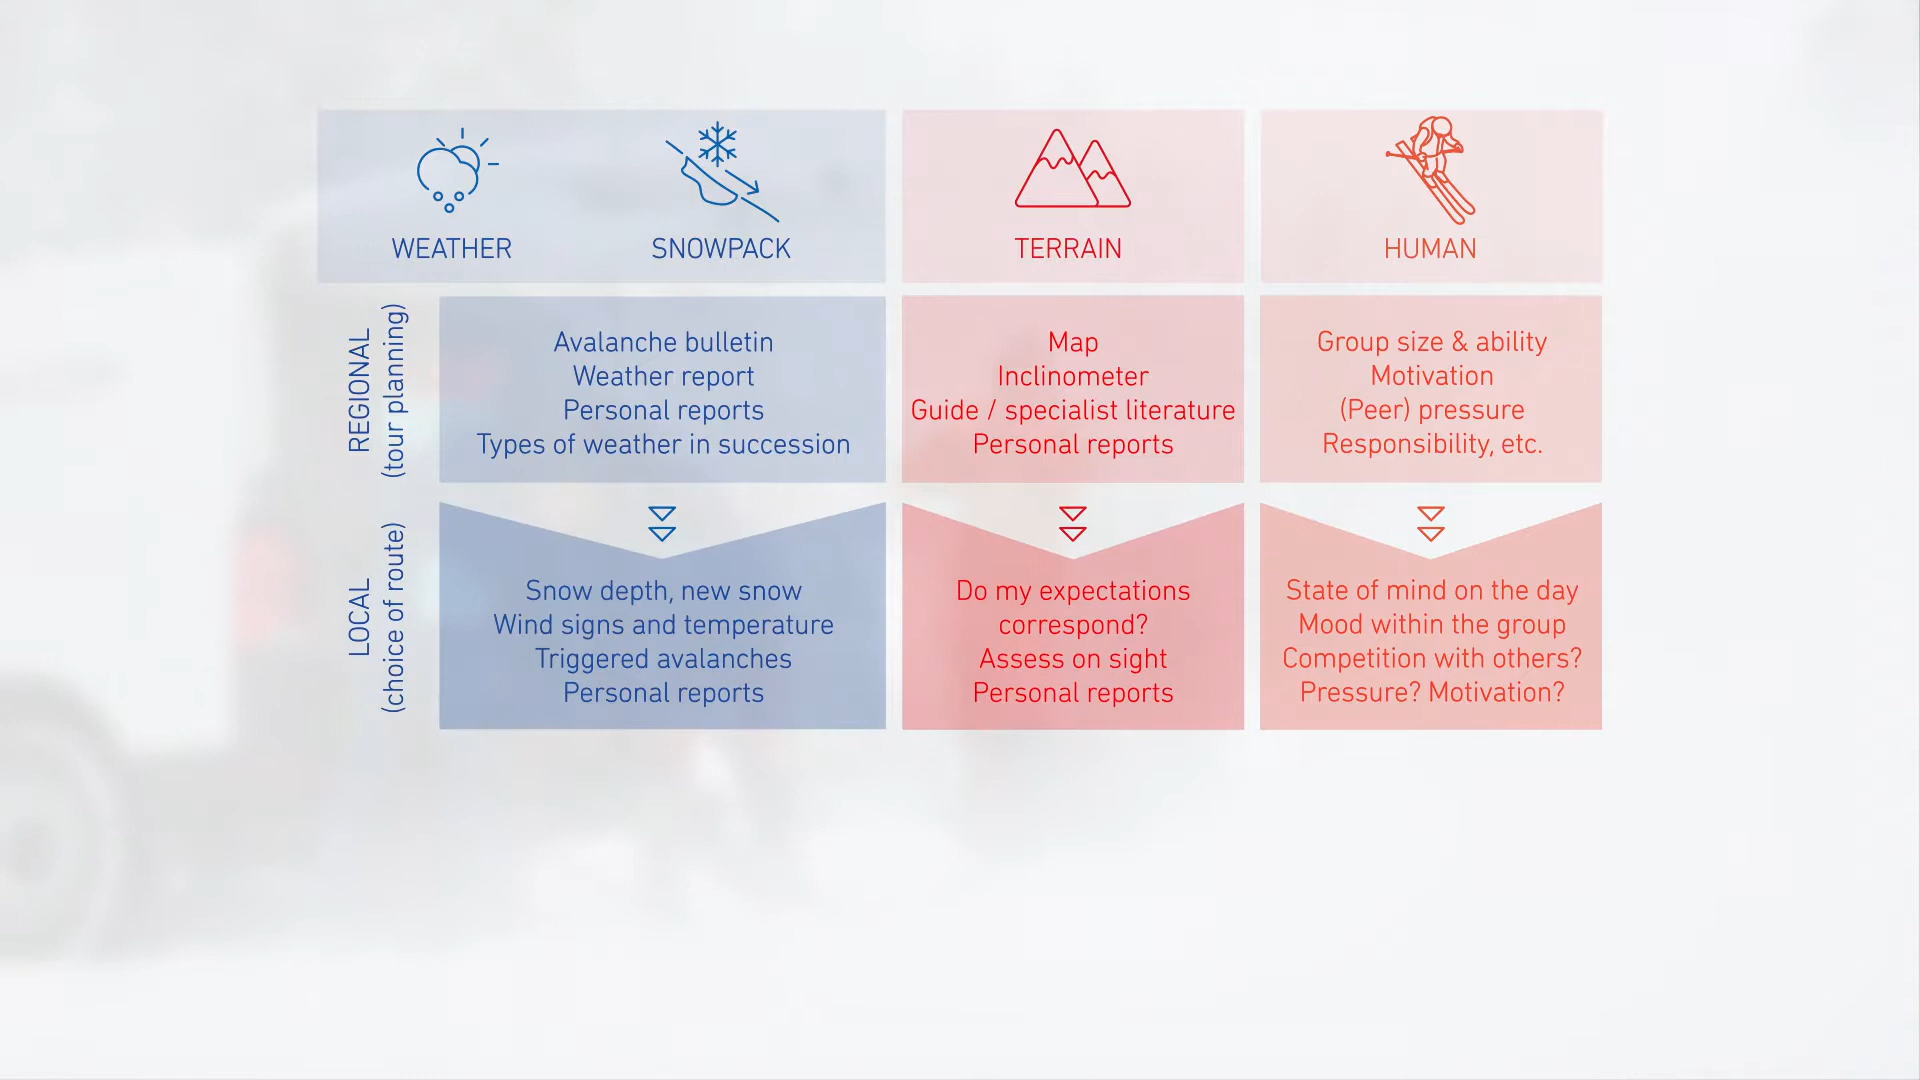 WEATHER
SNOWPACK
TERRAIN
HUMAN
REGIONAL
(tour planning)
Avalanche bulletin
Weather report
Personal reports
Types of weather in succession
Map
Inclinometer
Guide / specialist literature
Personal reports
Group size & ability
Motivation
(Peer) pressure
Responsibility, etc.
LOCAL
(choice of route)
Snow depth, new snow
Wind signs and temperature
Triggered avalanches
Personal reports
Do my expectations
correspond?
Assess on sight
Personal reports
State of mind on the day
Mood within the group
Competition with others?
Pressure? Motivation?